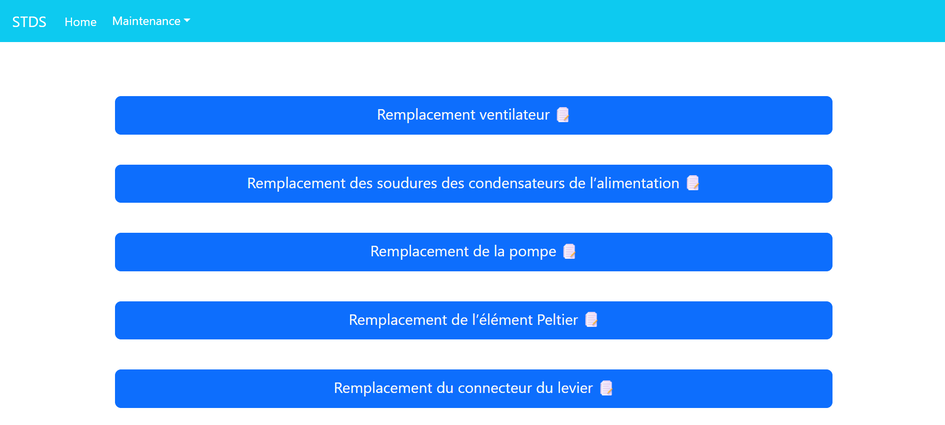 STDS Home Maintenance
Remplacement ventilateur
Remplacement des soudures des condensateurs de l'alimentation
Remplacement de la pompe
Remplacement de l'élément Peltier
Remplacement du connecteur du levier